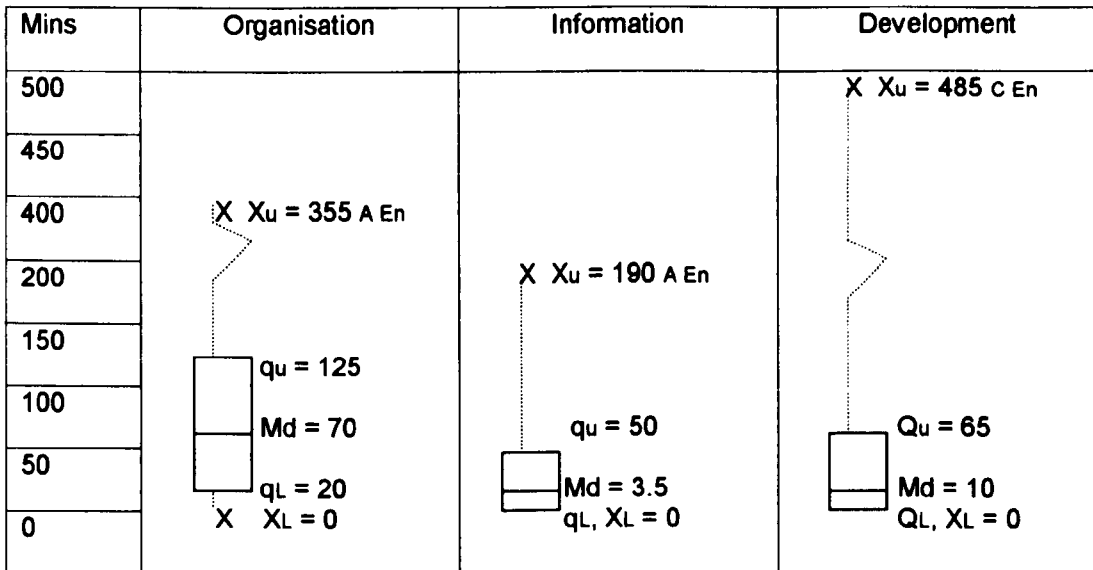 Mins Organisation Information Development
500 X Xu = 485 C En
450
400 X Xu = 355 A En
200 X Xu = 190 A En
150
qu = 125
100
Md = 70 qu = 50 Qu = 65
50
qL = 20 Md = 3.5 Md = 10
0 X XL = 0 qL, XL = 0 QL, XL = 0